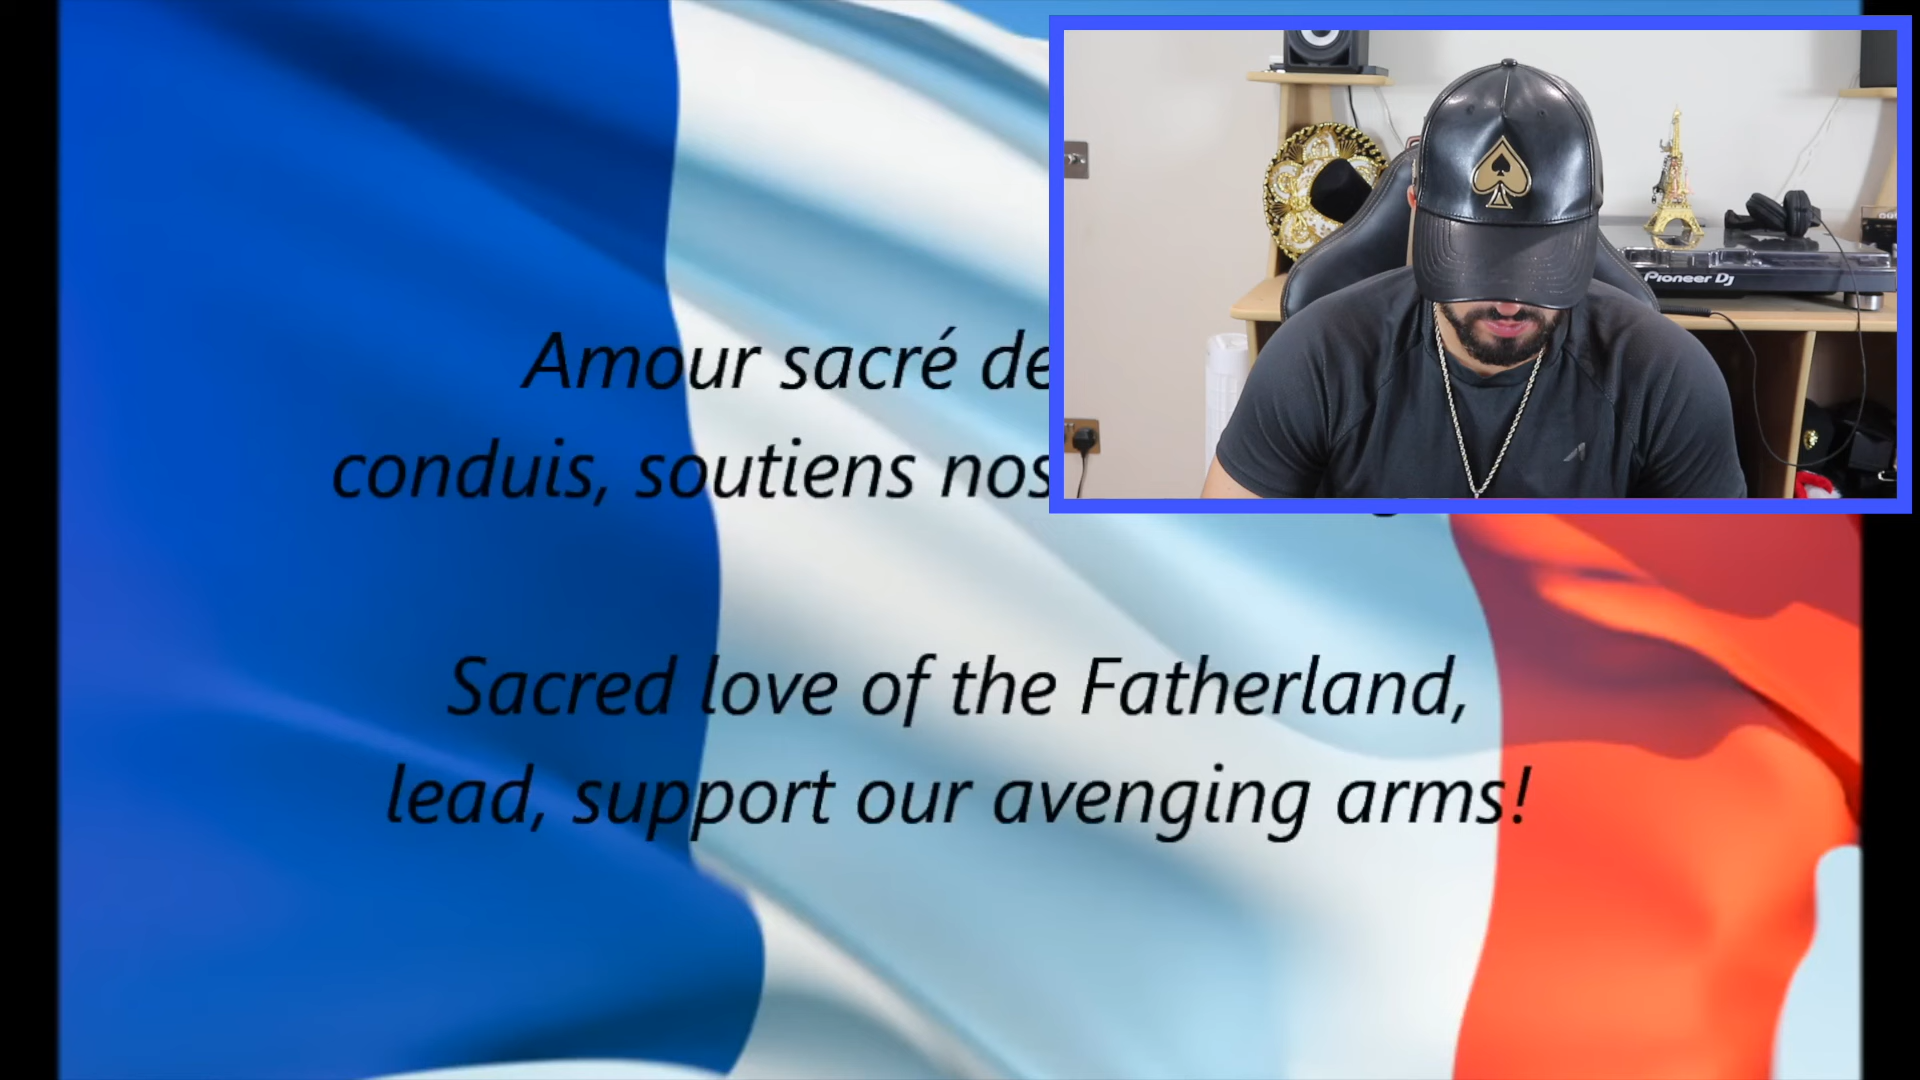 Amour sacré de
conduis, soutiens nos
Sacred love of the Fatherland,
lead, support our avenging arms!
Pioneer Dj